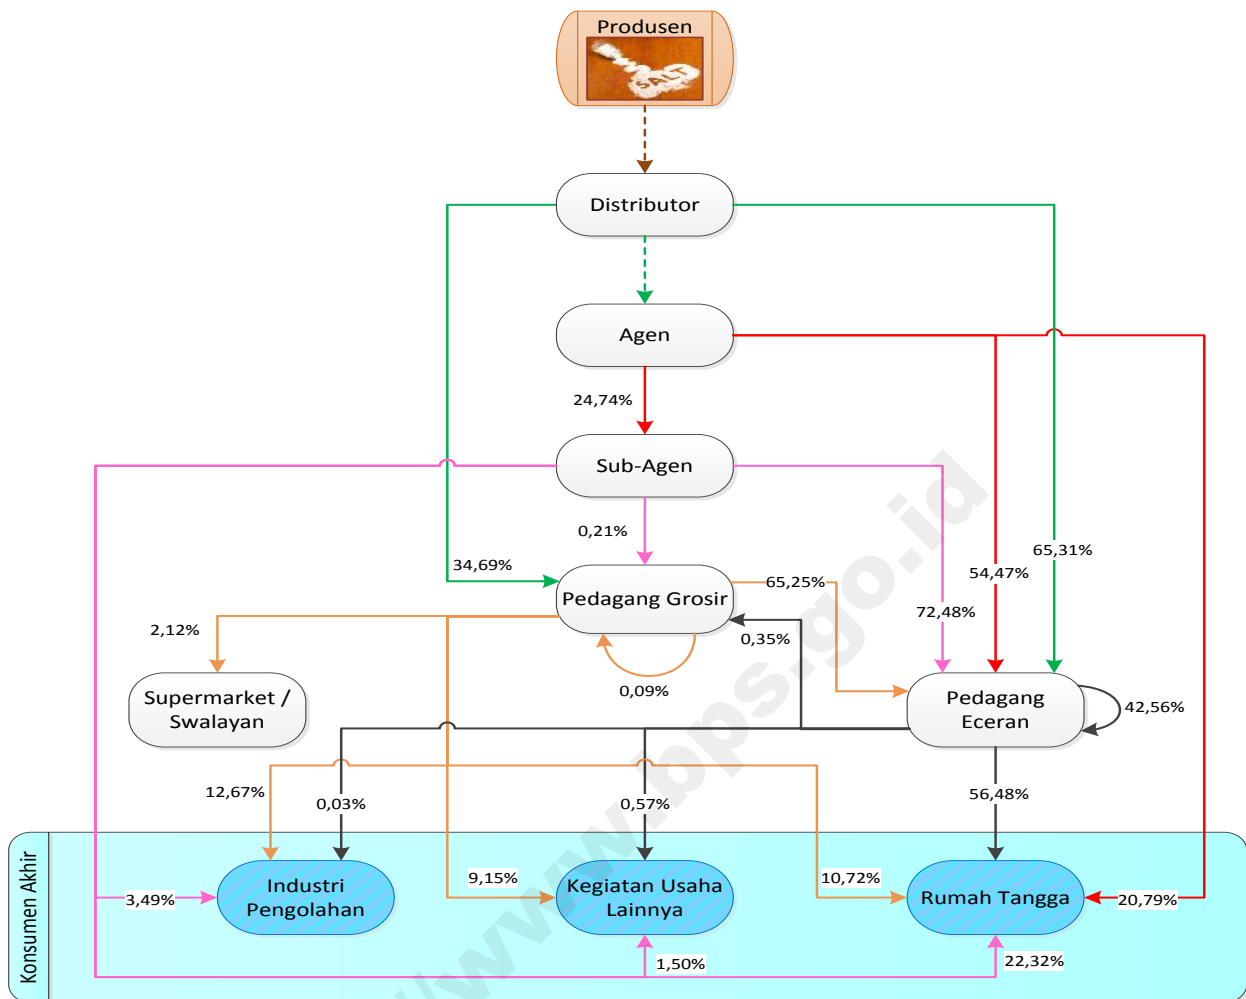 Produsen
SALT
Distributor
Agen
24,74%
Sub-Agen
0,21%
34,69%
65,31%
54,47%
72,48%
65,25%
Pedagang Grosir
0,35%
2,12%
0,09%
Supermarket /
Swalayan
Pedagang
Eceran
42,56%
12,67%
0,03%
0,57%
56,48%
Konsumen Akhir
Industri
Pengolahan
Kegiatan Usaha
Lainnya
Rumah Tangga
3,49%
9,15%
10,72%
20,79%
1,50%
22,32%
//www.bps.go.id